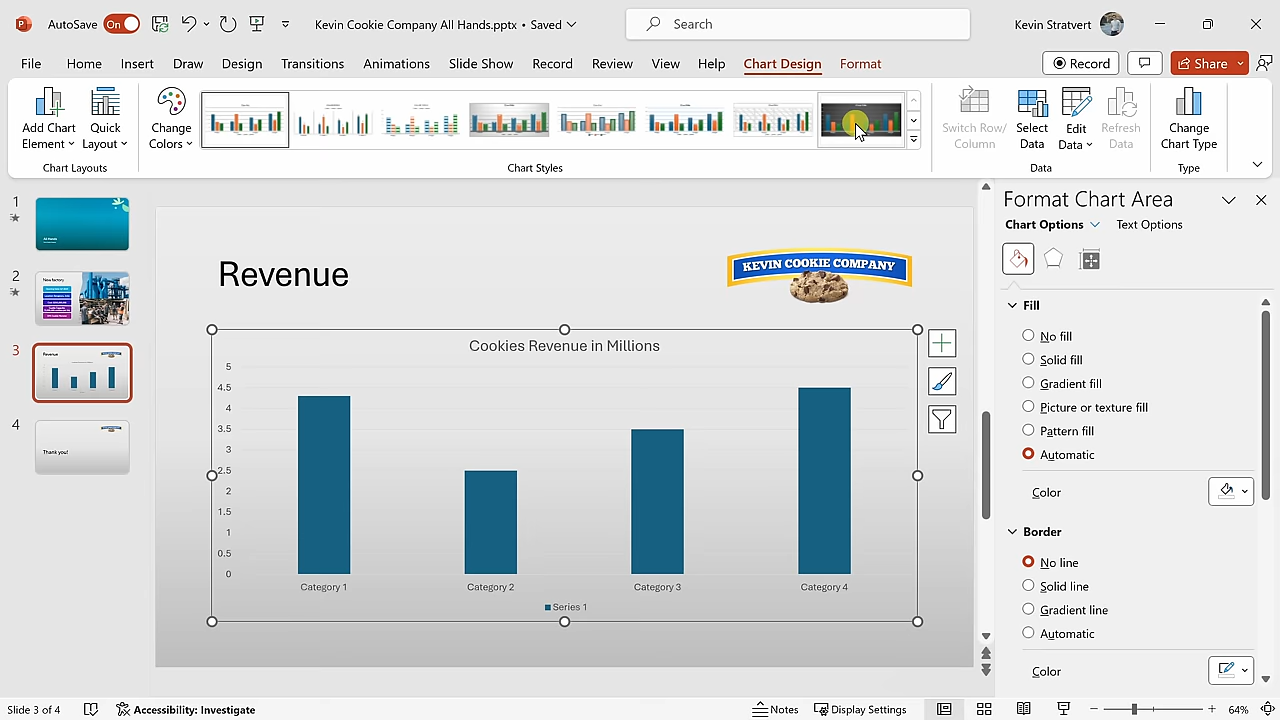 AutoSave On Kevin Cookie Company All Hands.pptx • Saved Search Kevin Stratvert
File Home Insert Draw Design Transitions Animations Slide Show Record Review View Help Chart Design Format Record Share
Add Chart Element
Quick Layout
Chart Layouts
Change Colors
Chart Styles
Switch Row/ Column
Select Data
Edit Data
Refresh Data
Data
Change Chart Type
Type
1
2
New factory
3
Revenue
4
Thank you!
Revenue
KEVIN COOKIE COMPANY
Cookies Revenue in Millions
5
4.5
4
3.5
3
2.5
2
1.5
1
0.5
0
Category 1 Category 2 Category 3 Category 4
Series 1
Format Chart Area
Chart Options Text Options
Fill
No fill
Solid fill
Gradient fill
Picture or texture fill
Pattern fill
Automatic
Color
Border
No line
Solid line
Gradient line
Automatic
Color
Slide 3 of 4 Accessibility: Investigate Notes Display Settings 64%